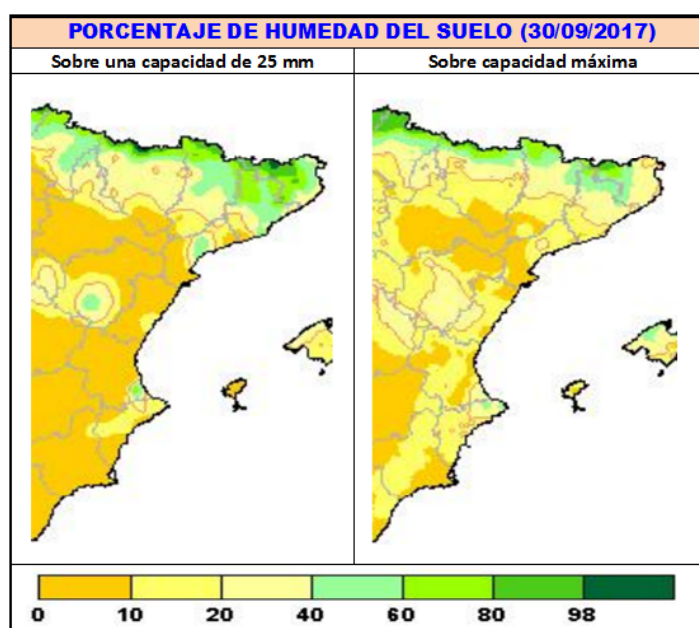 PORCENTAJE DE HUMEDAD DEL SUELO (30/09/2017)
Sobre una capacidad de 25 mm
Sobre capacidad máxima
0 10 20 40 60 80 98